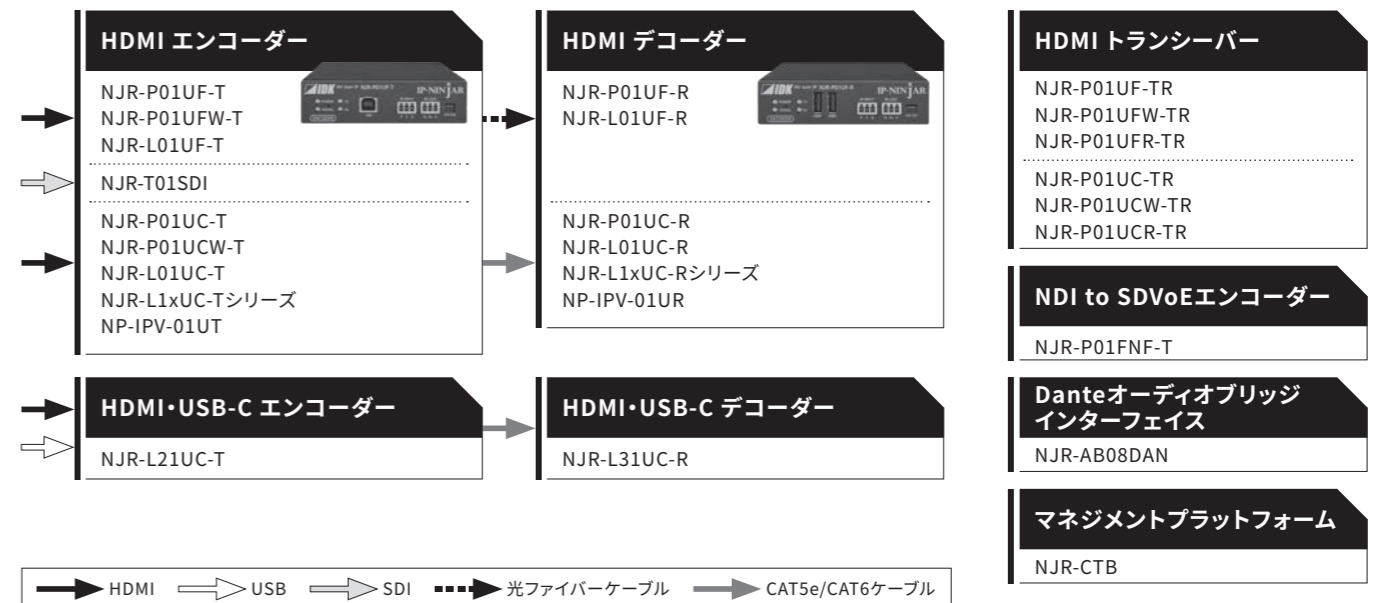 HDMI エンコーダー
NJR-P01UF-T
NJR-P01UFW-T
NJR-L01UF-T
IDK
IP-NINJAR
NJR-T01SDI
NJR-P01UC-T
NJR-P01UCW-T
NJR-L01UC-T
NJR-L1xUC-Tシリーズ
NP-IPV-01UT
HDMI デコーダー
NJR-P01UF-R
NJR-L01UF-R
IDK
IP-NINJAR
NJR-P01UC-R
NJR-L01UC-R
NJR-L1xUC-Rシリーズ
NP-IPV-01UR
HDMI・USB-C エンコーダー
NJR-L21UC-T
HDMI・USB-C デコーダー
NJR-L31UC-R
HDMI トランシーバー
NJR-P01UF-TR
NJR-P01UFW-TR
NJR-P01UFR-TR
NJR-P01UC-TR
NJR-P01UCW-TR
NJR-P01UCR-TR
NDI to SDVoEエンコーダー
NJR-P01FNF-T
Danteオーディオブリッジ
インターフェイス
NJR-AB08DAN
マネジメントプラットフォーム
NJR-CTB
HDMI
USB
SDI
光ファイバーケーブル
CAT5e/CAT6ケーブル